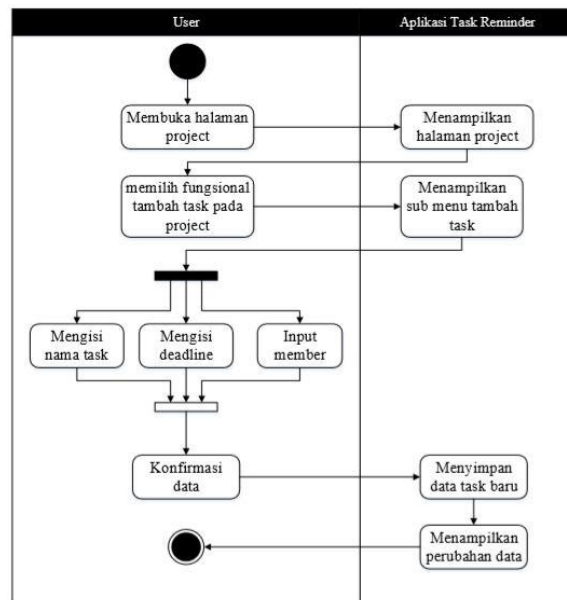 User
Aplikasi Task Reminder
Membuka halaman
project
Menampilkan
halaman project
memilih fungsional
tambah task pada
project
Menampilkan
sub menu tambah
task
Mengisi
nama task
Mengisi
deadline
Input
member
Konfirmasi
data
Menyimpan
data task baru
Menampilkan
perubahan data